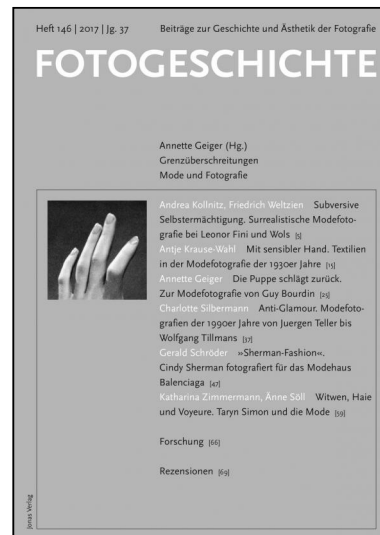 Heft 146 | 2017 | Jg. 37 Beiträge zur Geschichte und Ästhetik der Fotografie
FOTOGESCHICHTE
Annette Geiger (Hg.)
Grenzüberschreitungen
Mode und Fotografie
Andrea Kollnitz, Friedrich Weltzien Subversive
Selbstermächtigung. Surrealistische Modefoto-
grafie bei Leonor Fini und Wols [5]
Antje Krause-Wahl Mit sensibler Hand. Textilien
in der Modefotografie der 1930er Jahre [15]
Annette Geiger Die Puppe schlägt zurück.
Zur Modefotografie von Guy Bourdin [25]
Charlotte Silbermann Anti-Glamour. Modefoto-
grafien der 1990er Jahre von Juergen Teller bis
Wolfgang Tillmans [37]
Gerald Schröder »Sherman-Fashion«.
Cindy Sherman fotografiert für das Modehaus
Balenciaga [47]
Katharina Zimmermann, Änne Söll Witwen, Haie
und Voyeure. Taryn Simon und die Mode [59]
Forschung [66]
Rezensionen [69]
Jonas Verlag